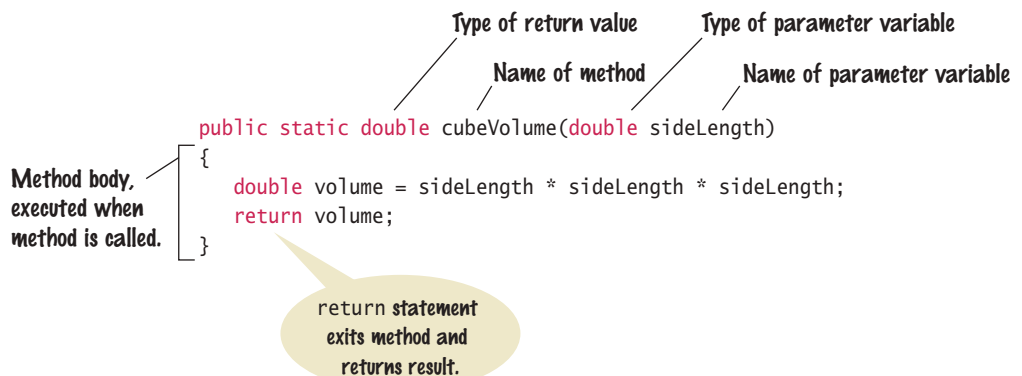 Type of return value
Type of parameter variable
Name of method
Name of parameter variable
public static double cubeVolume(double sideLength)
{
double volume = sideLength * sideLength * sideLength;
return volume;
}
Method body,
executed when
method is called.
return statement
exits method and
returns result.